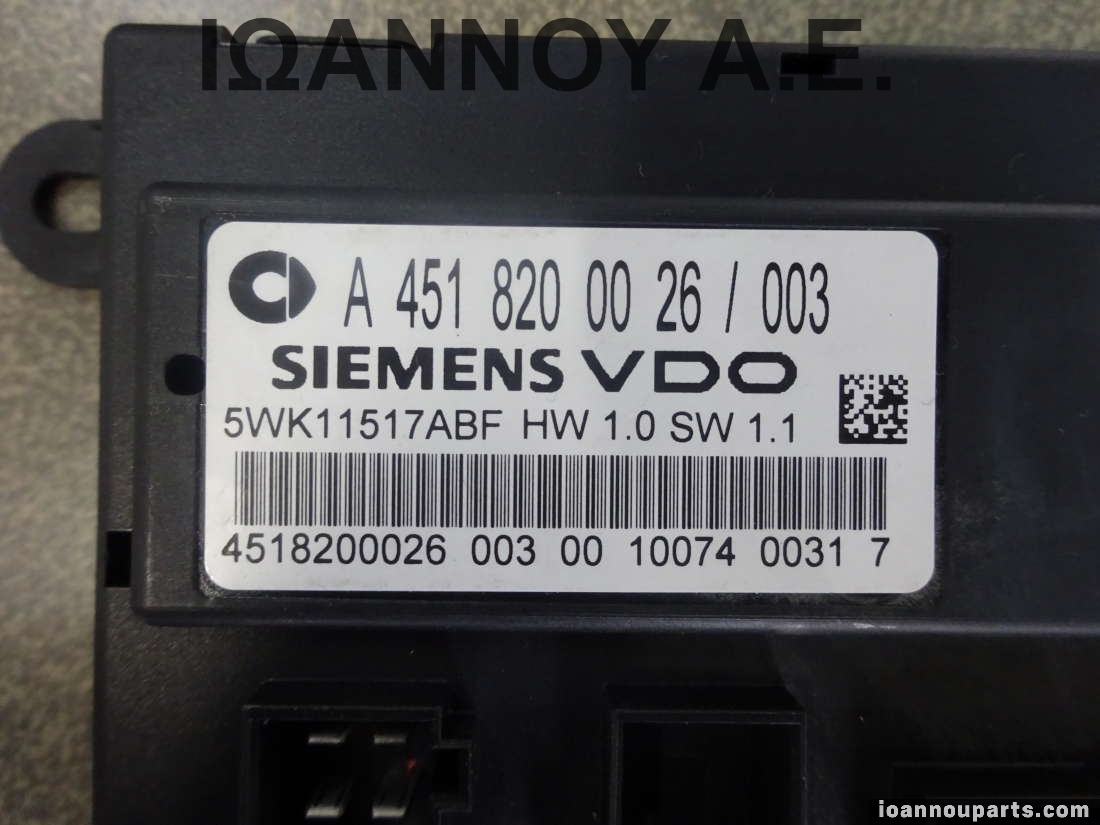 ΙΩΑΝΝΟΥ Α.Ε.
A 451 820 00 26 / 003
SIEMENS VDO
5WK11517ABF HW 1.0 SW 1.1
4518200026 003 00 10074 0031 7
ioannouparts.com